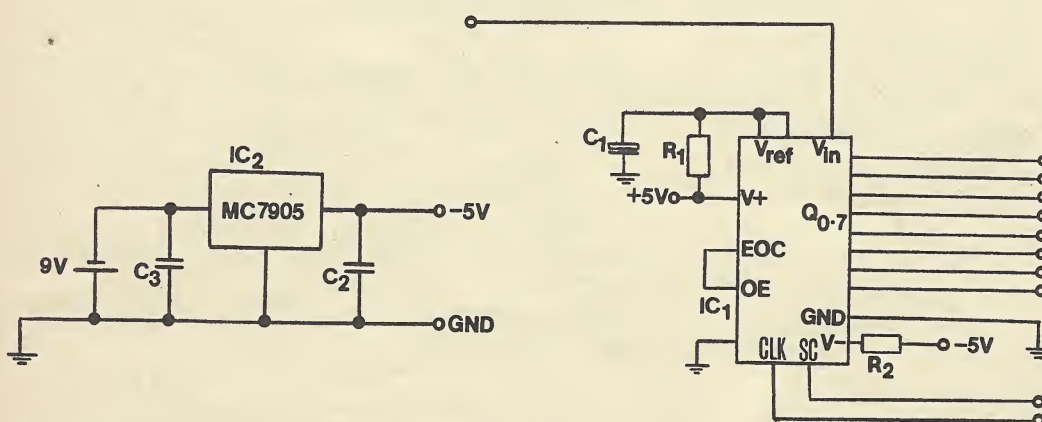 IC2
MC7905
-5V
9V
C3
C2
GND
C1
R1
Vref
Vin
+5V
V+
Q0-7
EOC
OE
IC1
GND
V-
-5V
CLK
SC
R2